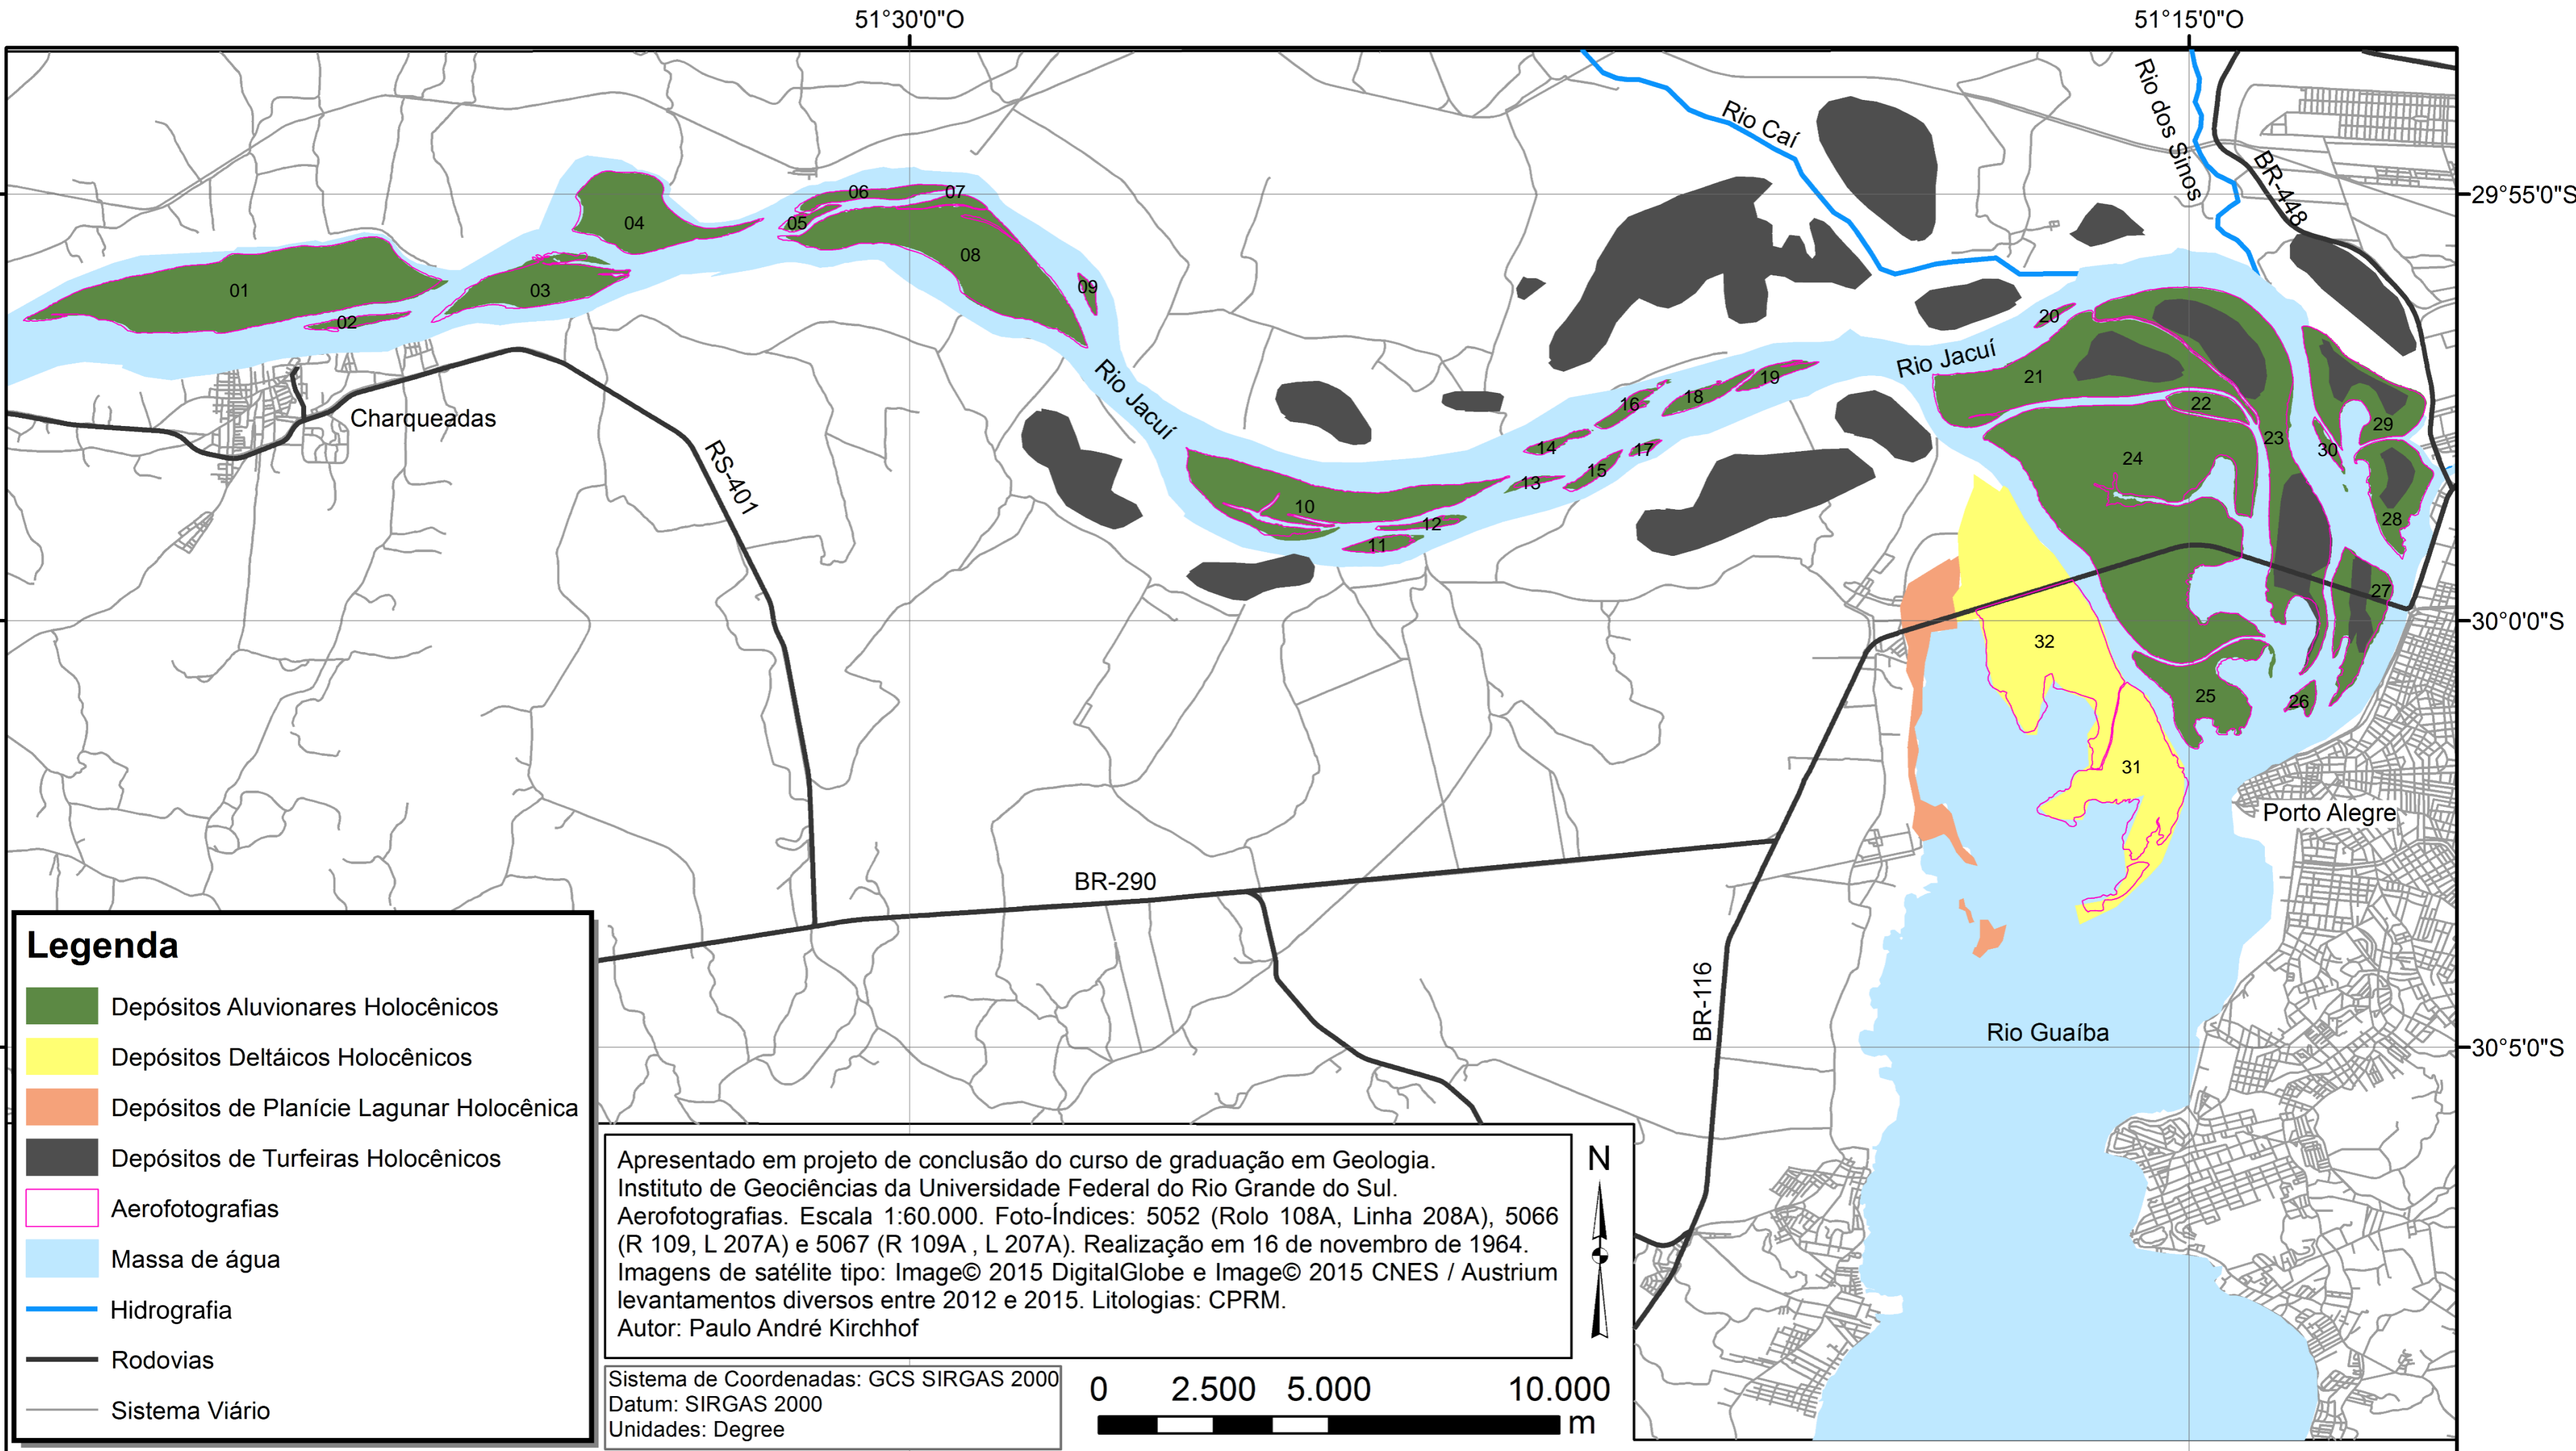 51°30'0"O
51°15'0"O
Rio Caí
Rio dos Sinos
BR-448
29°55'0"S
06
07
04
05
08
01
03
09
02
20
Rio Jacuí
Rio Jacuí
21
19
18
16
22
Charqueadas
23
29
14
17
30
24
RS-401
15
13
10
12
28
11
27
30°0'0"S
32
25
26
31
Porto Alegre
BR-290
BR-116
Rio Guaíba
30°5'0"S
Legenda
Depósitos Aluvionares Holocênicos
Depósitos Deltáicos Holocênicos
Depósitos de Planície Lagunar Holocênica
Depósitos de Turfeiras Holocênicos
Aerofotografias
Massa de água
Hidrografia
Rodovias
Sistema Viário
Apresentado em projeto de conclusão do curso de graduação em Geologia.
Instituto de Geociências da Universidade Federal do Rio Grande do Sul.
Aerofotografias. Escala 1:60.000. Foto-Índices: 5052 (Rolo 108A, Linha 208A), 5066
(R 109, L 207A) e 5067 (R 109A , L 207A). Realização em 16 de novembro de 1964.
Imagens de satélite tipo: Image© 2015 DigitalGlobe e Image© 2015 CNES / Austrium
levantamentos diversos entre 2012 e 2015. Litologias: CPRM.
Autor: Paulo André Kirchhof
N
Sistema de Coordenadas: GCS SIRGAS 2000
Datum: SIRGAS 2000
Unidades: Degree
0 2.500 5.000 10.000
m